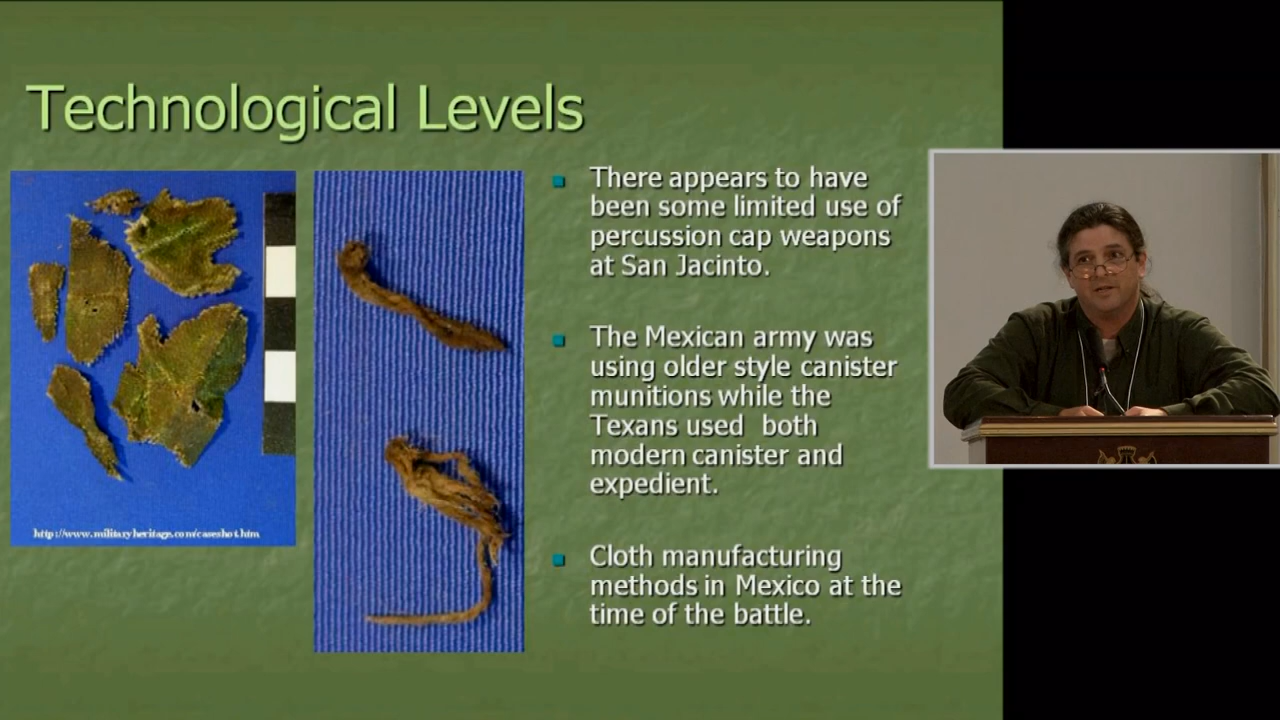 Technological Levels
There appears to have
been some limited use of
percussion cap weapons
at San Jacinto.
The Mexican army was
using older style canister
munitions while the
Texans used both
modern canister and
expedient.
Cloth manufacturing
methods in Mexico at the
time of the battle.
http://www.militaryheritage.com/caseshot.htm